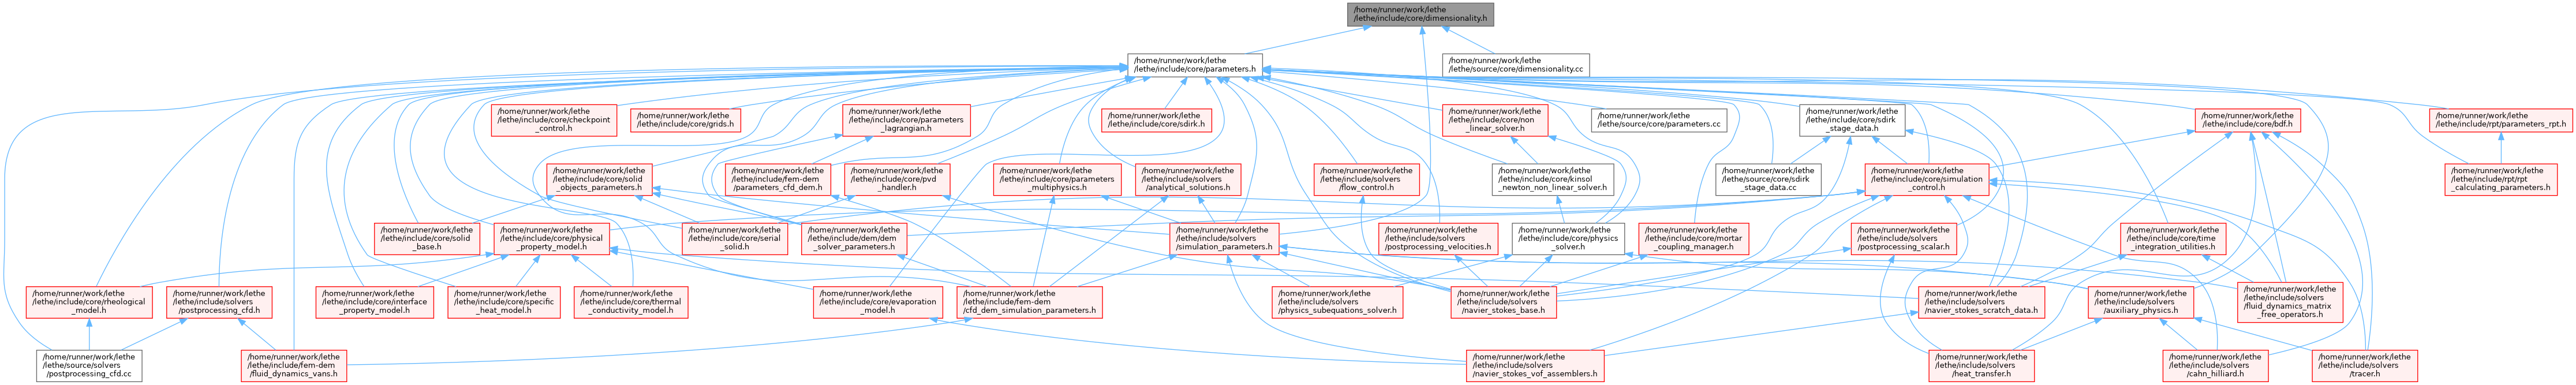 /home/runner/work/lethe
/lethe/include/core/dimensionality.h
/home/runner/work/lethe
/lethe/include/core/parameters.h
/home/runner/work/lethe
/lethe/source/core/dimensionality.cc
/home/runner/work/lethe
/lethe/include/core/checkpoint
_control.h
/home/runner/work/lethe
/lethe/include/core/grids.h
/home/runner/work/lethe
/lethe/include/core/parameters
_lagrangian.h
/home/runner/work/lethe
/lethe/include/core/sdirk.h
/home/runner/work/lethe
/lethe/include/core/non
_linear_solver.h
/home/runner/work/lethe
/lethe/source/core/parameters.cc
/home/runner/work/lethe
/lethe/include/core/sdirk
_stage_data.h
/home/runner/work/lethe
/lethe/include/core/bdf.h
/home/runner/work/lethe
/lethe/include/rpt/parameters_rpt.h
/home/runner/work/lethe
/lethe/include/core/solid
_objects_parameters.h
/home/runner/work/lethe
/lethe/include/fem-dem
/parameters_cfd_dem.h
/home/runner/work/lethe
/lethe/include/core/pvd
_handler.h
/home/runner/work/lethe
/lethe/include/core/parameters
_multiphysics.h
/home/runner/work/lethe
/lethe/include/solvers
/analytical_solutions.h
/home/runner/work/lethe
/lethe/include/solvers
/flow_control.h
/home/runner/work/lethe
/lethe/include/core/kinsol
_newton_non_linear_solver.h
/home/runner/work/lethe
/lethe/source/core/sdirk
_stage_data.cc
/home/runner/work/lethe
/lethe/include/core/simulation
_control.h
/home/runner/work/lethe
/lethe/include/rpt/rpt
_calculating_parameters.h
/home/runner/work/lethe
/lethe/include/core/solid
_base.h
/home/runner/work/lethe
/lethe/include/core/physical
_property_model.h
/home/runner/work/lethe
/lethe/include/core/serial
_solid.h
/home/runner/work/lethe
/lethe/include/dem/dem
_solver_parameters.h
/home/runner/work/lethe
/lethe/include/solvers
/simulation_parameters.h
/home/runner/work/lethe
/lethe/include/solvers
/postprocessing_velocities.h
/home/runner/work/lethe
/lethe/include/core/physics
_solver.h
/home/runner/work/lethe
/lethe/include/core/mortar
_coupling_manager.h
/home/runner/work/lethe
/lethe/include/solvers
/postprocessing_scalar.h
/home/runner/work/lethe
/lethe/include/core/time
_integration_utilities.h
/home/runner/work/lethe
/lethe/include/core/rheological
_model.h
/home/runner/work/lethe
/lethe/include/solvers
/postprocessing_cfd.h
/home/runner/work/lethe
/lethe/include/core/interface
_property_model.h
/home/runner/work/lethe
/lethe/include/core/specific
_heat_model.h
/home/runner/work/lethe
/lethe/include/core/thermal
_conductivity_model.h
/home/runner/work/lethe
/lethe/include/core/evaporation
_model.h
/home/runner/work/lethe
/lethe/include/fem-dem
/cfd_dem_simulation_parameters.h
/home/runner/work/lethe
/lethe/include/solvers
/physics_subequations_solver.h
/home/runner/work/lethe
/lethe/include/solvers
/navier_stokes_base.h
/home/runner/work/lethe
/lethe/include/solvers
/navier_stokes_scratch_data.h
/home/runner/work/lethe
/lethe/include/solvers
/auxiliary_physics.h
/home/runner/work/lethe
/lethe/include/solvers
/fluid_dynamics_matrix
_free_operators.h
/home/runner/work/lethe
/lethe/source/solvers
/postprocessing_cfd.cc
/home/runner/work/lethe
/lethe/include/fem-dem
/fluid_dynamics_vans.h
/home/runner/work/lethe
/lethe/include/solvers
/navier_stokes_vof_assemblers.h
/home/runner/work/lethe
/lethe/include/solvers
/heat_transfer.h
/home/runner/work/lethe
/lethe/include/solvers
/cahn_hilliard.h
/home/runner/work/lethe
/lethe/include/solvers
/tracer.h